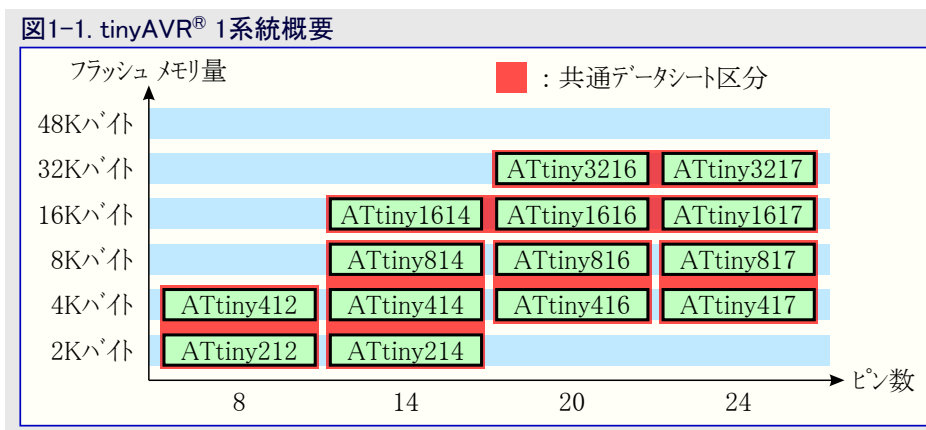 図1-1. tinyAVR® 1系統概要
フラッシュ メモリ量
: 共通データシート区分
48Kバイト
32Kバイト ATtiny3216 ATtiny3217
16Kバイト ATtiny1614 ATtiny1616 ATtiny1617
8Kバイト ATtiny814 ATtiny816 ATtiny817
4Kバイト ATtiny412 ATtiny414 ATtiny416 ATtiny417
2Kバイト ATtiny212 ATtiny214
ピン数
8 14 20 24